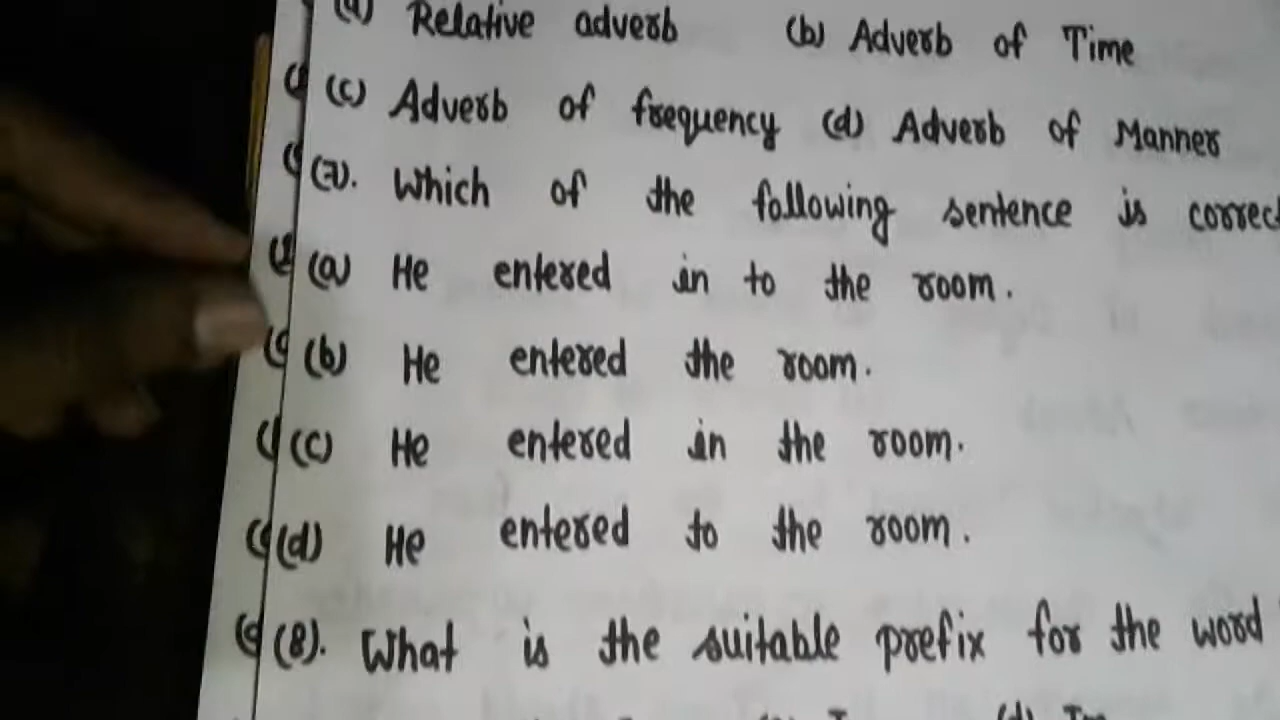 (a) Relative adverb (b) Adverb of Time
(c) Adverb of frequency (d) Adverb of Manner
(7). Which of the following sentence is correct
(a) He entered in to the room.
(b) He entered the room.
(c) He entered in the room.
(d) He entered to the room.
(8). What is the suitable prefix for the word